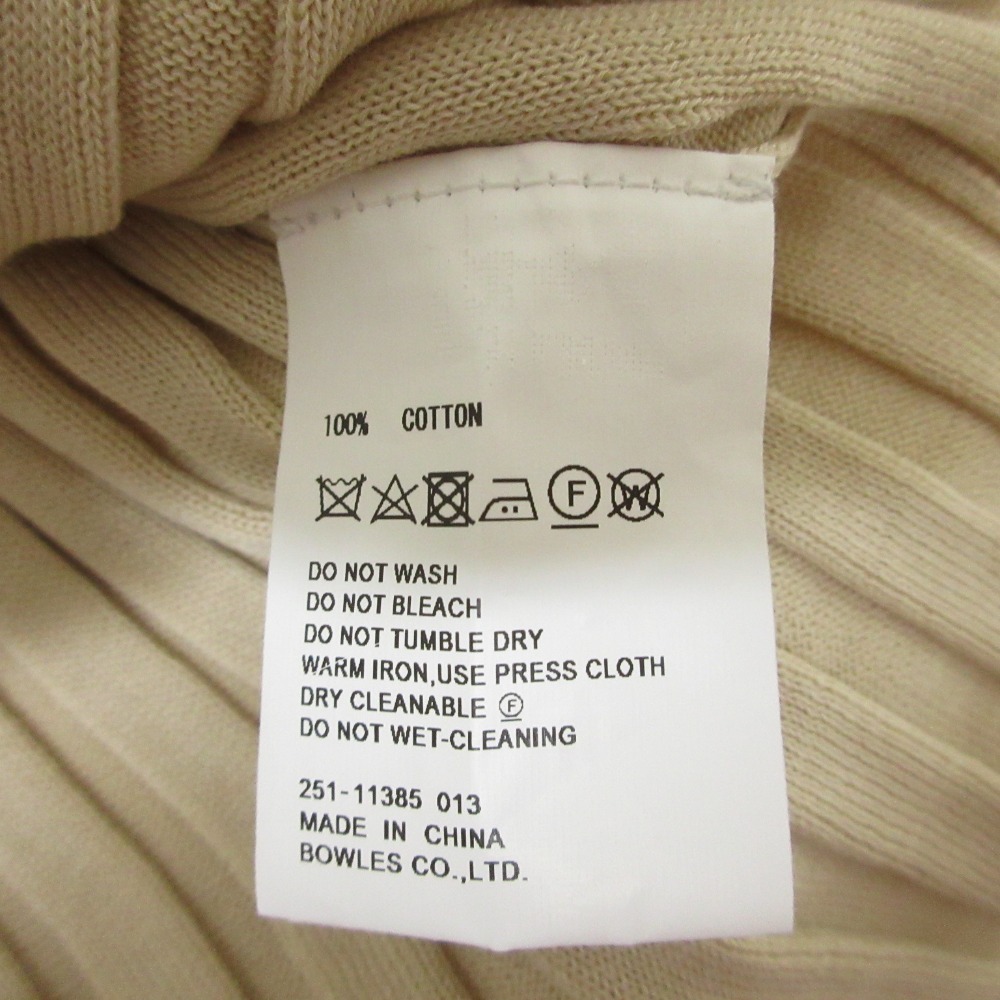 100% COTTON
F W
DO NOT WASH
DO NOT BLEACH
DO NOT TUMBLE DRY
WARM IRON,USE PRESS CLOTH
DRY CLEANABLE Ⓕ
DO NOT WET-CLEANING
251-11385 013
MADE IN CHINA
BOWLES CO.,LTD.